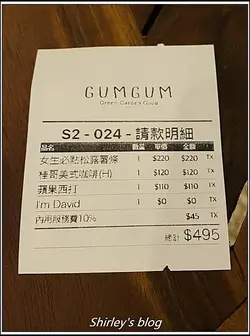 GUMGUM
Green Garden Good
S2 - 024 - 請款明細
品名 數量 單價 金額
女生必點松露薯條 1 $220 $220 TX
桂哥美式咖啡(H) 1 $120 $120 TX
蘋果西打 1 $110 $110 TX
I'm David 1 $0 $0 TX
內用服務費10% $45 TX
總計 $495
Shirley's blog